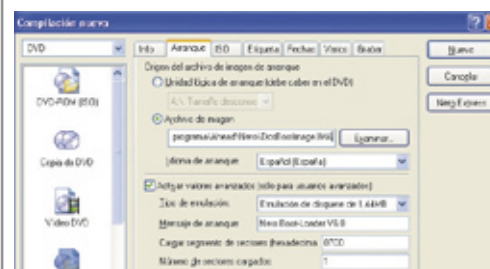 Compilación nueva
DVD
Info Arranque ISO Etiqueta Fechas Varios Grabar
Nuevo
Origen del archivo de imagen de arranque
Unidad lógica de arranque (debe caber en el DVD)
Cancelar
A:\ Tamaño
DVD-ROM (ISO)
Archivo de imagen
Nero Express
Examinar...
Copia de DVD
Idioma de arranque Español (España)
Activar valores avanzados (sólo para usuarios avanzados)
Tipo de emulación: Emulación de disquete de 1.44MB
Vídeo DVD
Mensaje de arranque: Nero Boot-Loader V6.0
Cargar segmento de sectores (hexadecima 07C0
Número de sectores cargados: 1